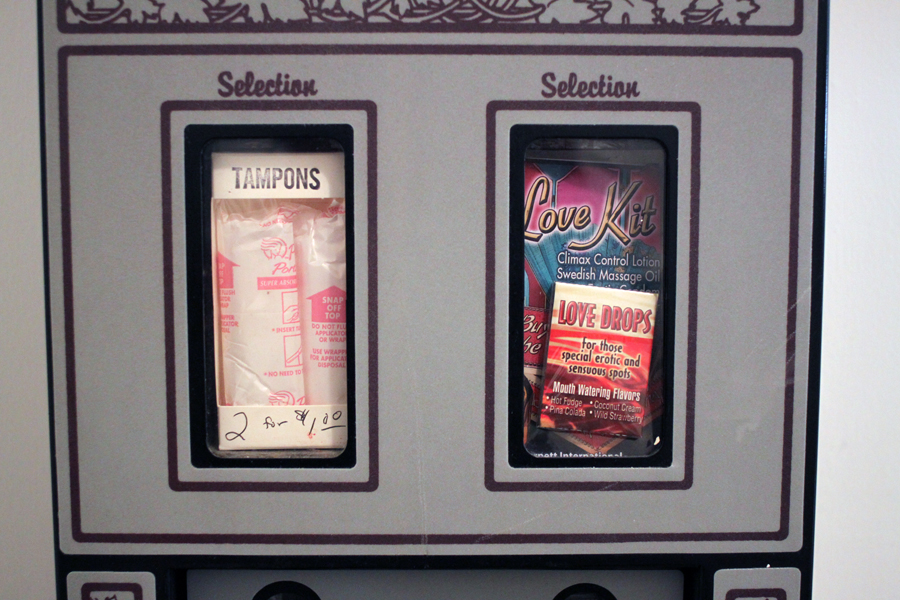 Selection
TAMPONS
SUPER
• INSERT
• NO NEED TO
SNAP
OFF
TOP
DO NOT FLUSH
APPLICATOR
OR WRAP
USE WRAPPER
FOR APPLICATOR
DISPOSAL
2 for $1.00
Selection
Love Kit
Climax Control Lotion
Swedish Massage Oil
Buy
LOVE DROPS
for those
special erotic and
sensuous spots
Mouth Watering Flavors
• Hot Fudge • Coconut Cream
• Pina Colada • Wild Strawberry
International